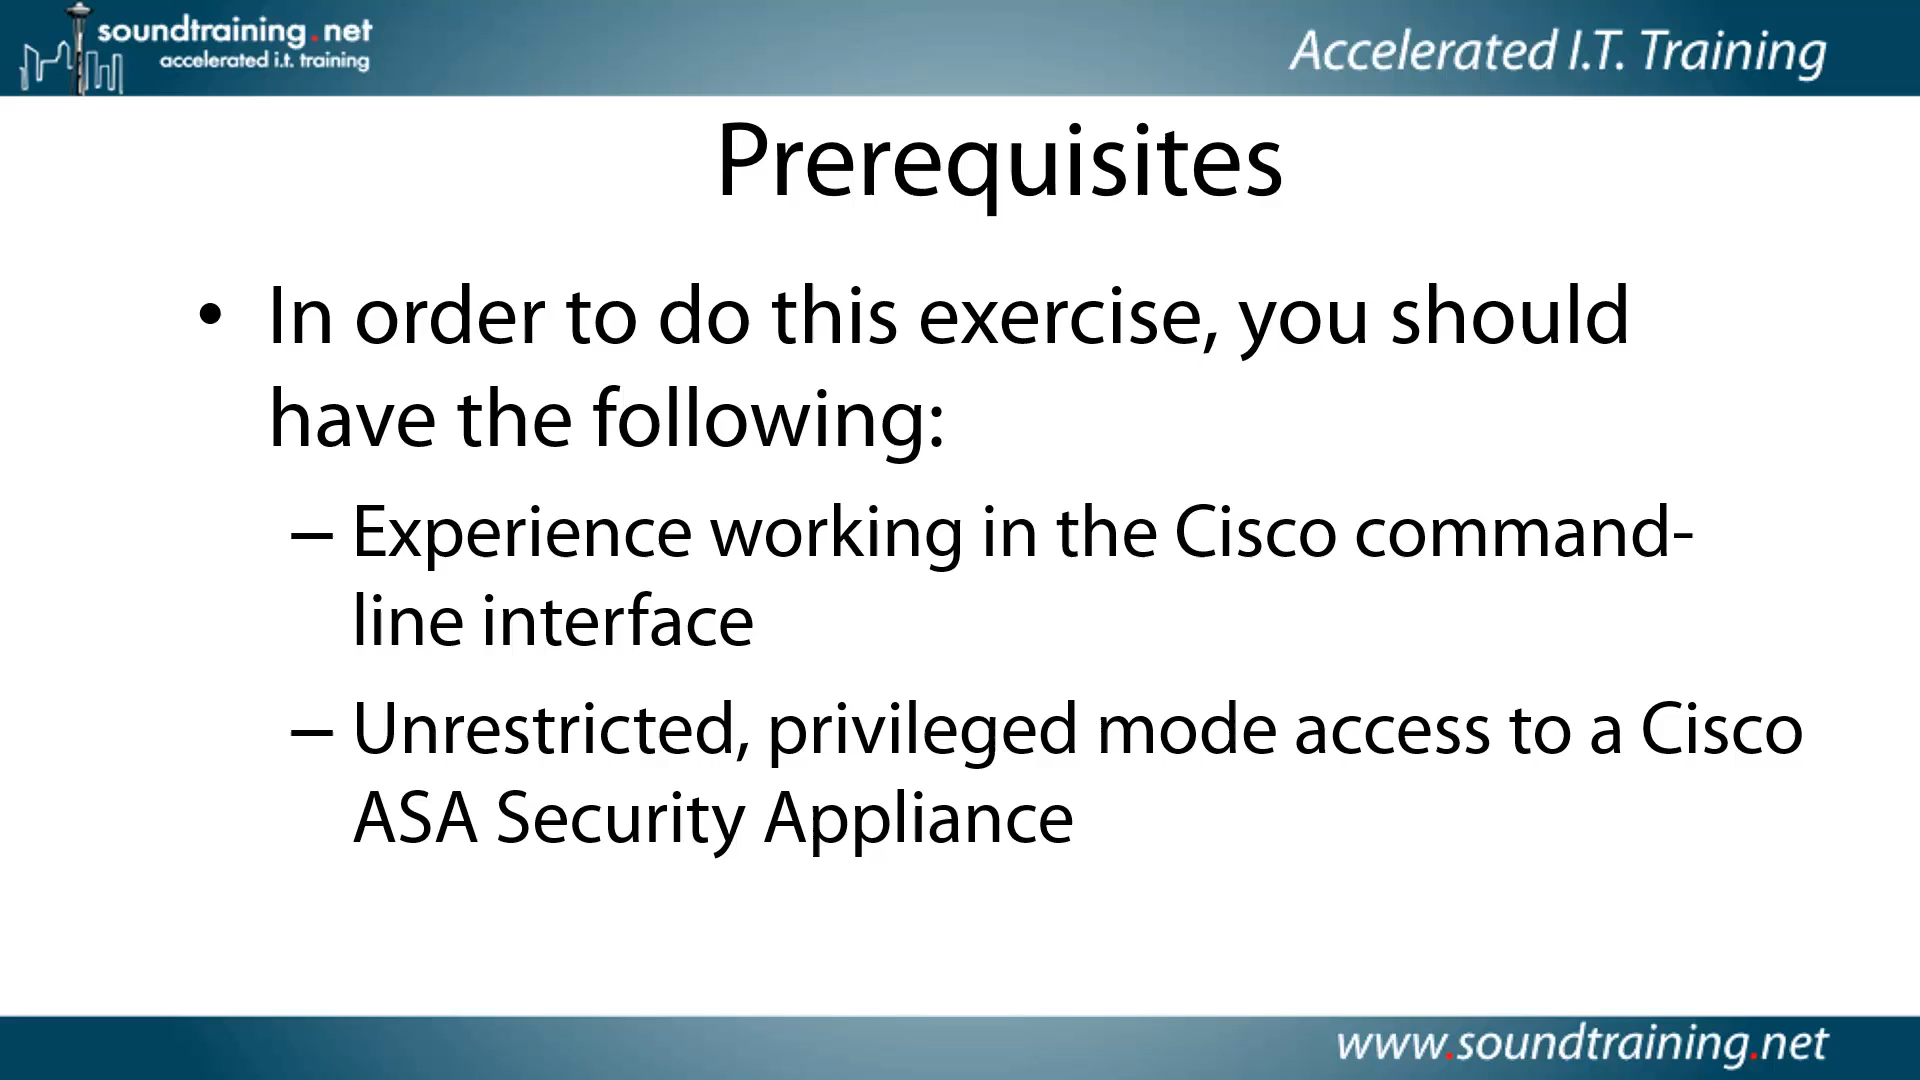 soundtraining.net
accelerated i.t. training
Accelerated I.T. Training
Prerequisites
• In order to do this exercise, you should
have the following:
– Experience working in the Cisco command-
line interface
– Unrestricted, privileged mode access to a Cisco
ASA Security Appliance
www.soundtraining.net